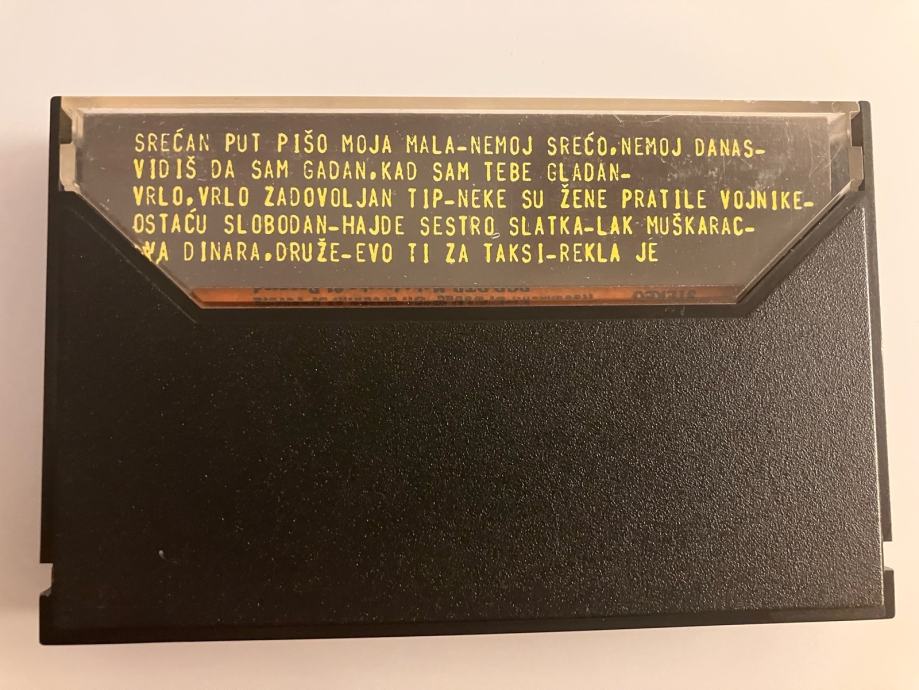 SREĆAN PUT PIŠO MOJA MALA-NEMOJ SREĆO,NEMOJ DANAS-
VIDIŠ DA SAM GADAN,KAD SAM TEBE GLADAN-
VRLO,VRLO ZADOVOLJAN TIP-NEKE SU ŽENE PRATILE VOJNIKE-
OSTAĆU SLOBODAN-HAJDE SESTRO SLATKA-LAK MUŠKARAC-
DVA DINARA,DRUŽE-EVO TI ZA TAKSI-REKLA JE
STEREO